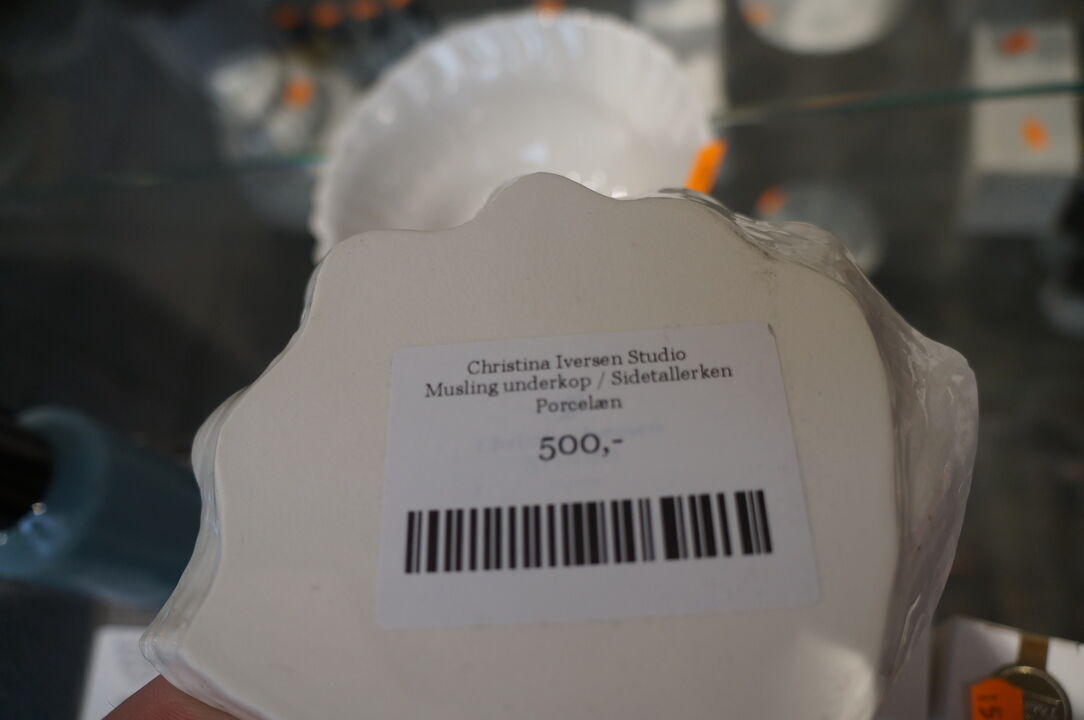 Christina Iversen Studio
Musling underkop / Sidetallerken
Porcelæn
500,-